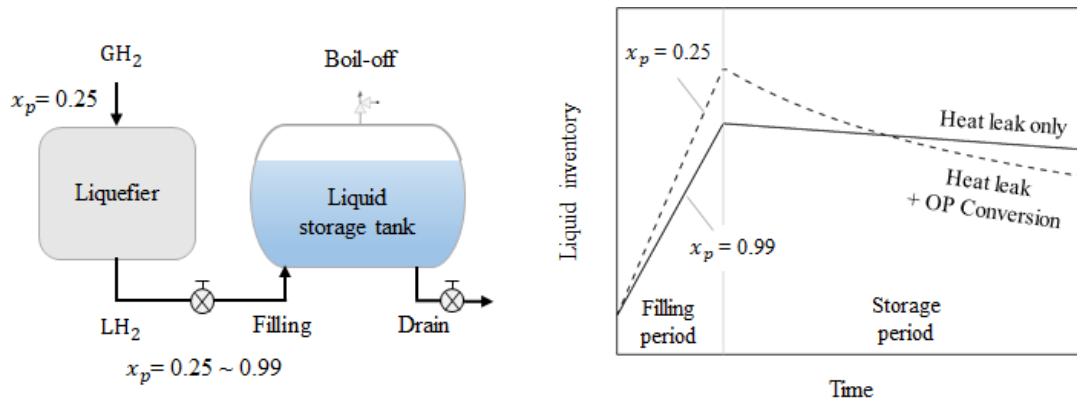 GH₂
Boil-off
xₚ= 0.25
Liquefier
Liquid
storage tank
LH₂
Filling
Drain
xₚ= 0.25 ~ 0.99
Liquid inventory
xₚ = 0.25
Heat leak only
Heat leak
+ OP Conversion
xₚ = 0.99
Filling
period
Storage
period
Time